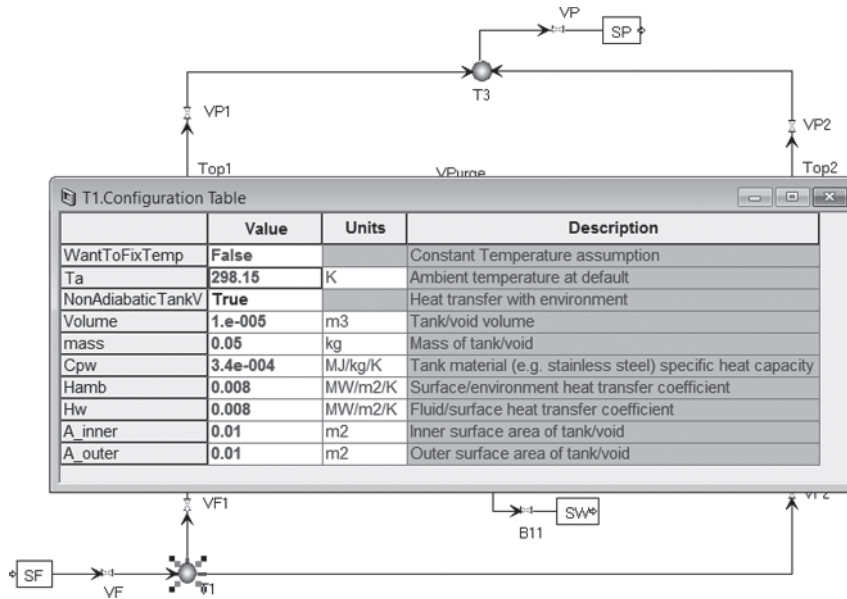 VP
SP
T3
VP1
VP2
Top1
VPurge
Top2
T1.Configuration Table
Value Units Description
WantToFixTemp False Constant Temperature assumption
Ta 298.15 K Ambient temperature at default
NonAdiabaticTankV True Heat transfer with environment
Volume 1.e-005 m3 Tank/void volume
mass 0.05 kg Mass of tank/void
Cpw 3.4e-004 MJ/kg/K Tank material (e.g. stainless steel) specific heat capacity
Hamb 0.008 MW/m2/K Surface/environment heat transfer coefficient
Hw 0.008 MW/m2/K Fluid/surface heat transfer coefficient
A_inner 0.01 m2 Inner surface area of tank/void
A_outer 0.01 m2 Outer surface area of tank/void
VF1
VF2
SW
B11
SF
VF
T1